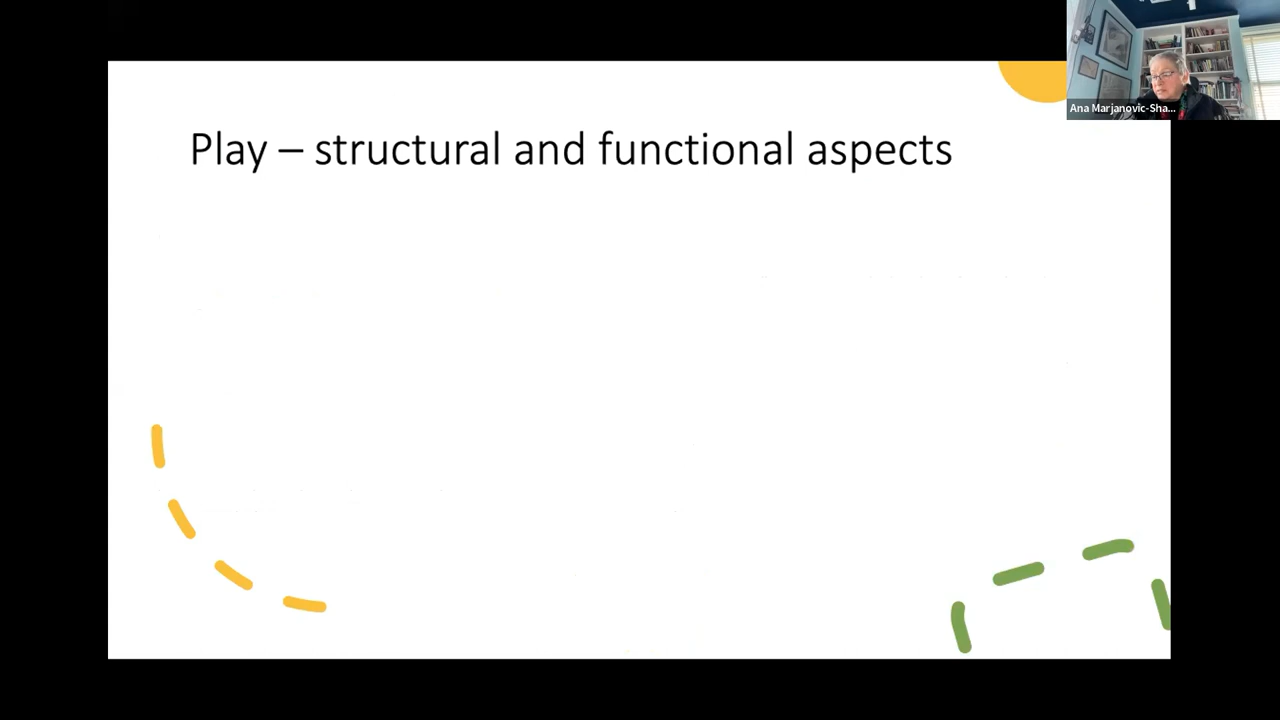 Play – structural and functional aspects
Ana Marjanovic-Sha...